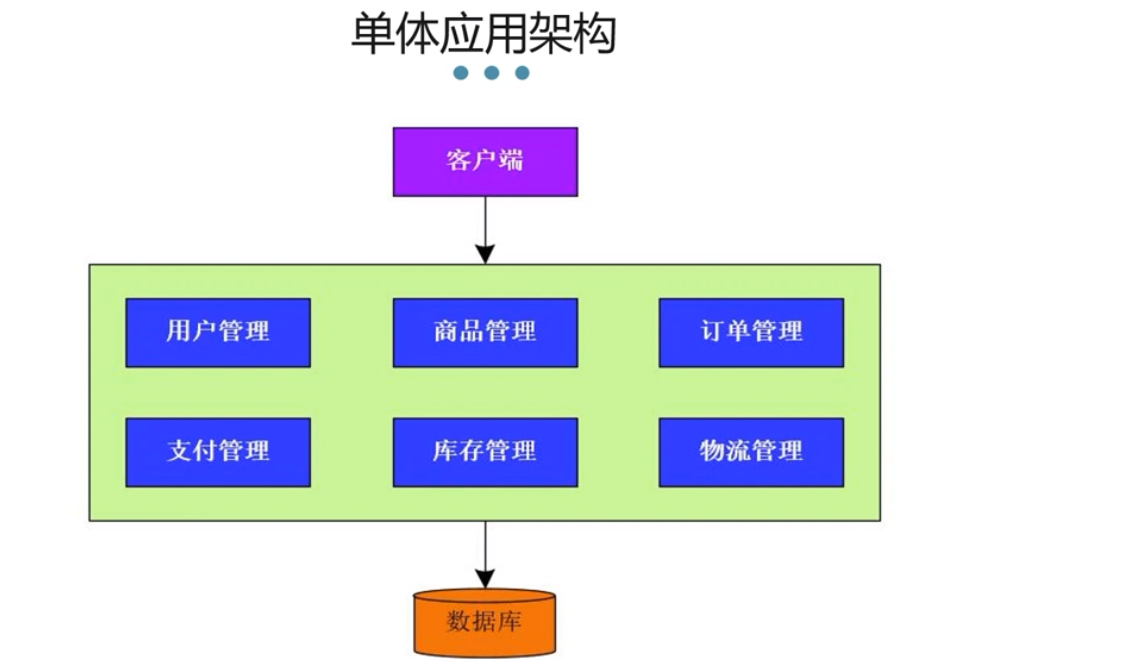 单体应用架构
客户端
用户管理
商品管理
订单管理
支付管理
库存管理
物流管理
数据库